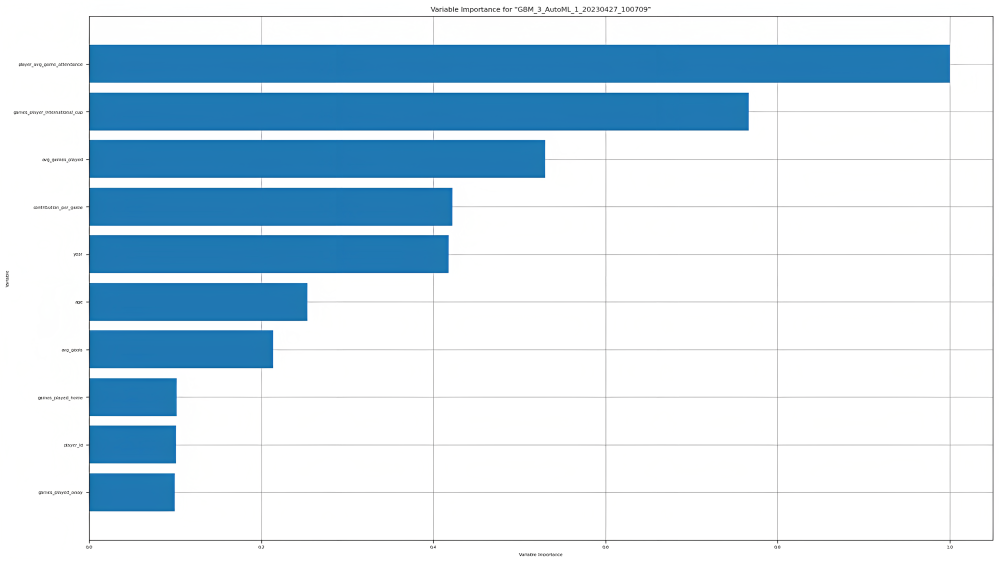 Variable Importance for "GBM_3_AutoML_1_20230427_100709"
player_avg_game_attendance
games_player_international_cup
avg_games_played
contribution_per_game
year
age
avg_goals
games_played_home
player_id
games_played_away
Variable
0.0 0.2 0.4 0.6 0.8 1.0
Variable Importance